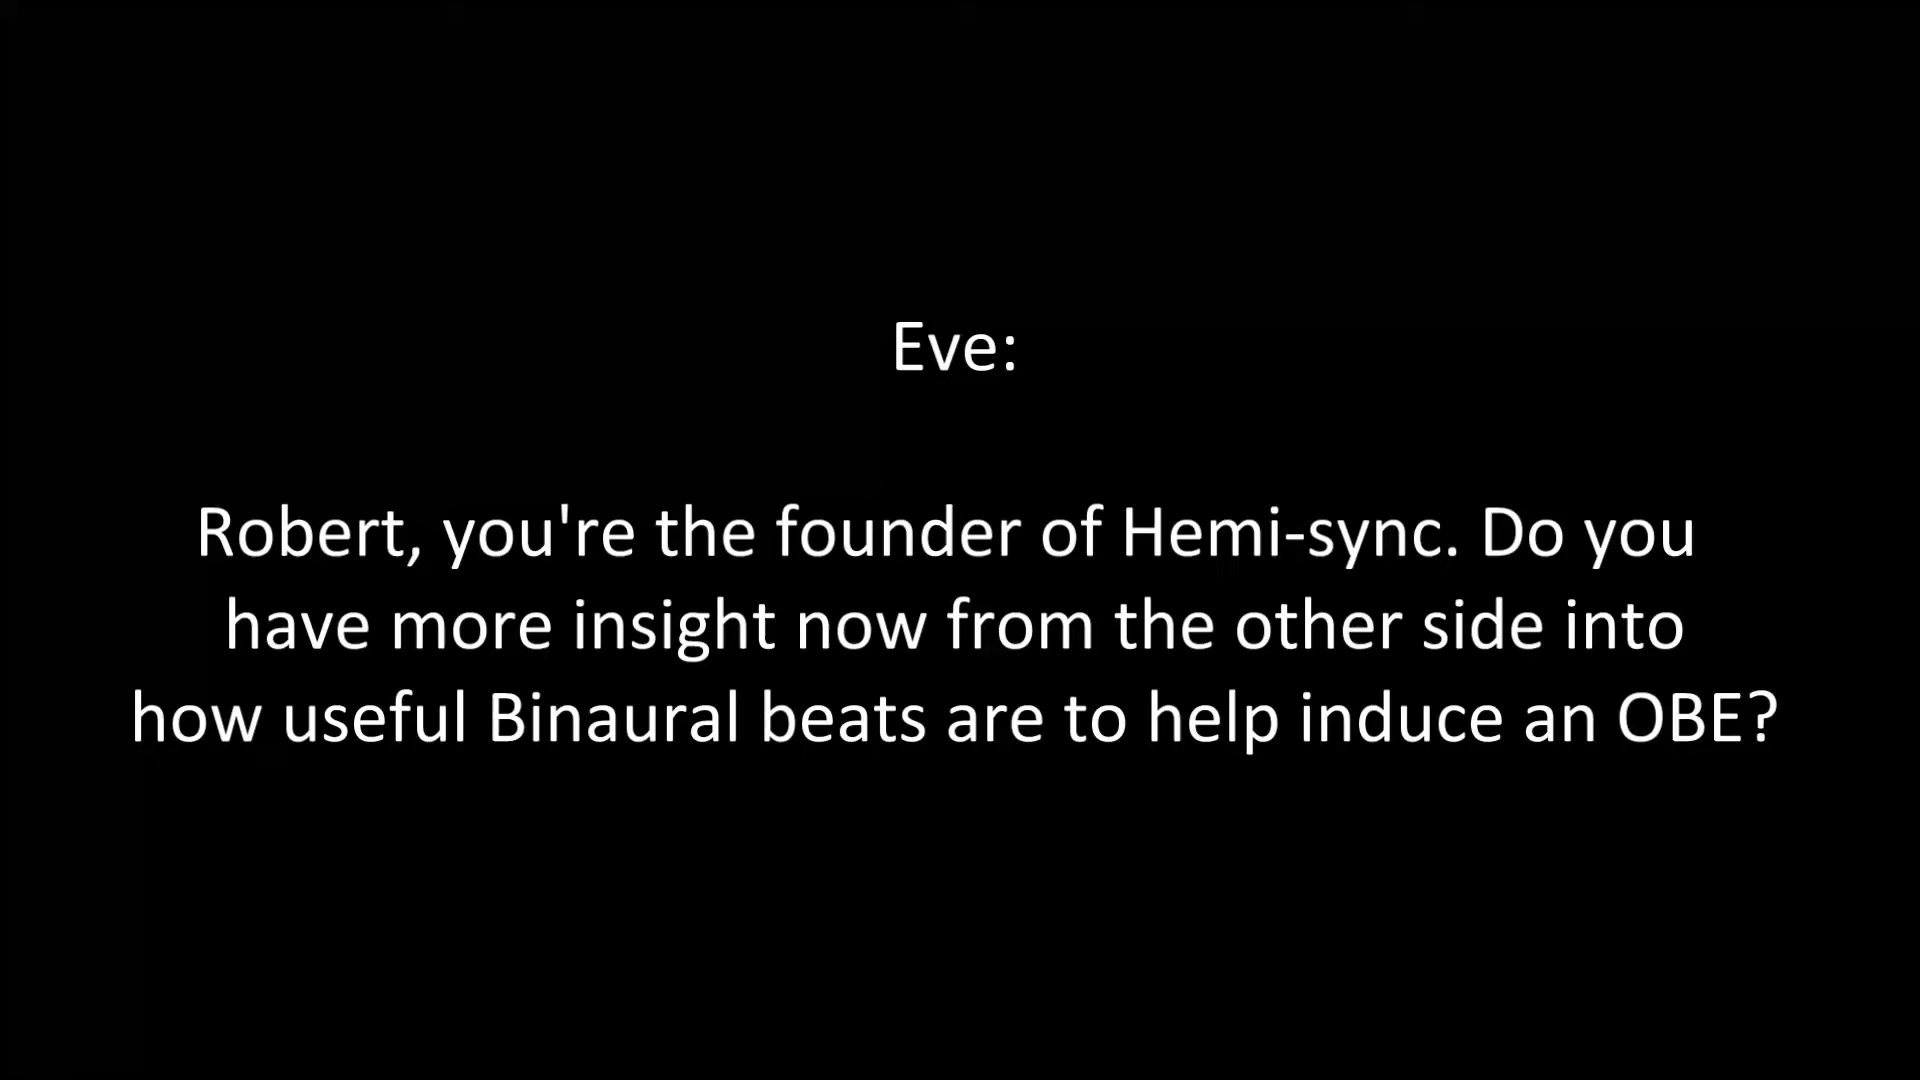 Eve:
Robert, you're the founder of Hemi-sync. Do you
have more insight now from the other side into
how useful Binaural beats are to help induce an OBE?